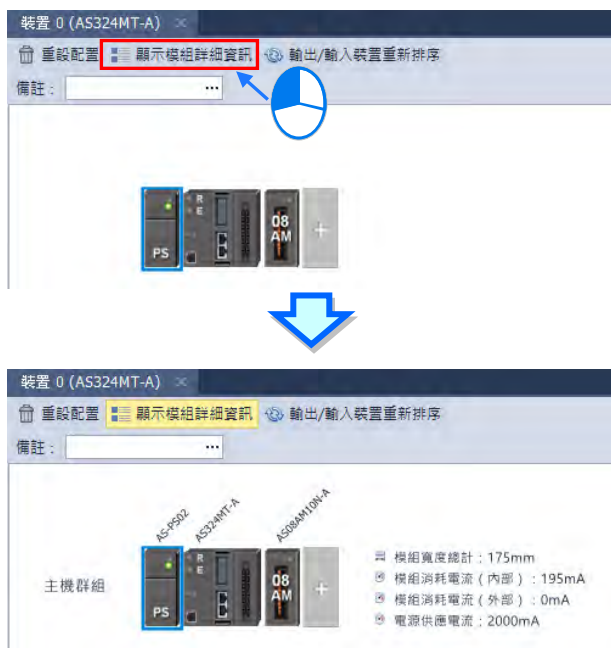 裝置 0 (AS324MT-A) ×
重設配置 顯示模組詳細資訊 輸出/輸入裝置重新排序
備註： ...
R
E
PS
08
AM
+
裝置 0 (AS324MT-A) ×
重設配置 顯示模組詳細資訊 輸出/輸入裝置重新排序
備註： ...
AS-PS02 AS324MT-A AS08AM10N-A
主機群組
R
E
PS
08
AM
+
模組寬度總計：175mm
模組消耗電流（內部）：195mA
模組消耗電流（外部）：0mA
電源供應電流：2000mA